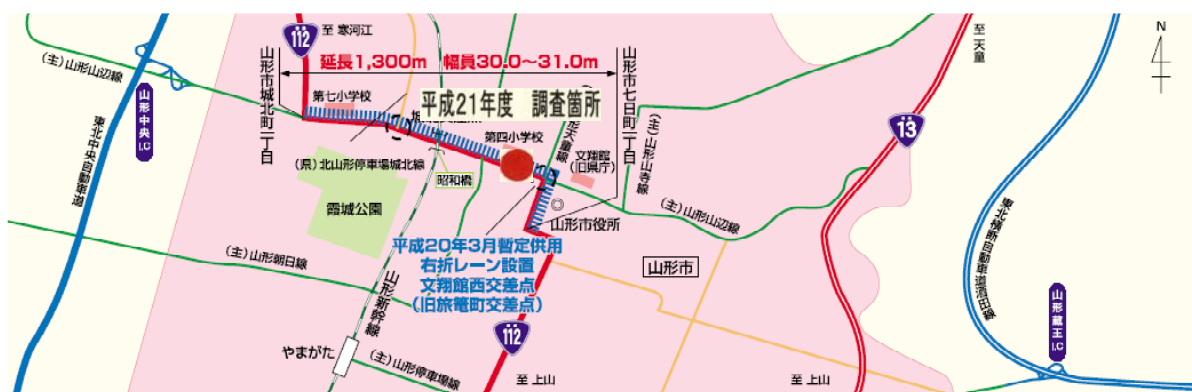 112
至 寒河江
延長1,300m 幅員30.0～31.0m
(主)山形山辺線
山形中央I.C
東北中央自動車道
山形市城北町一丁目
第七小学校
平成21年度 調査箇所
第四小学校
山形市七日町二丁目
文翔館
(旧県庁)
(主)山形山寺線
至 天童
N
13
(県)北山形停車場城北線
昭和橋
霞城公園
山形市役所
(主)山形山辺線
(主)山形朝日線
平成20年3月暫定供用
右折レーン設置
文翔館西交差点
(旧旅篭町交差点)
山形市
東北横断自動車道酒田線
山形新幹線
山形蔵王I.C
やまがた
(主)山形停車場線
112
至 上山
至 上山